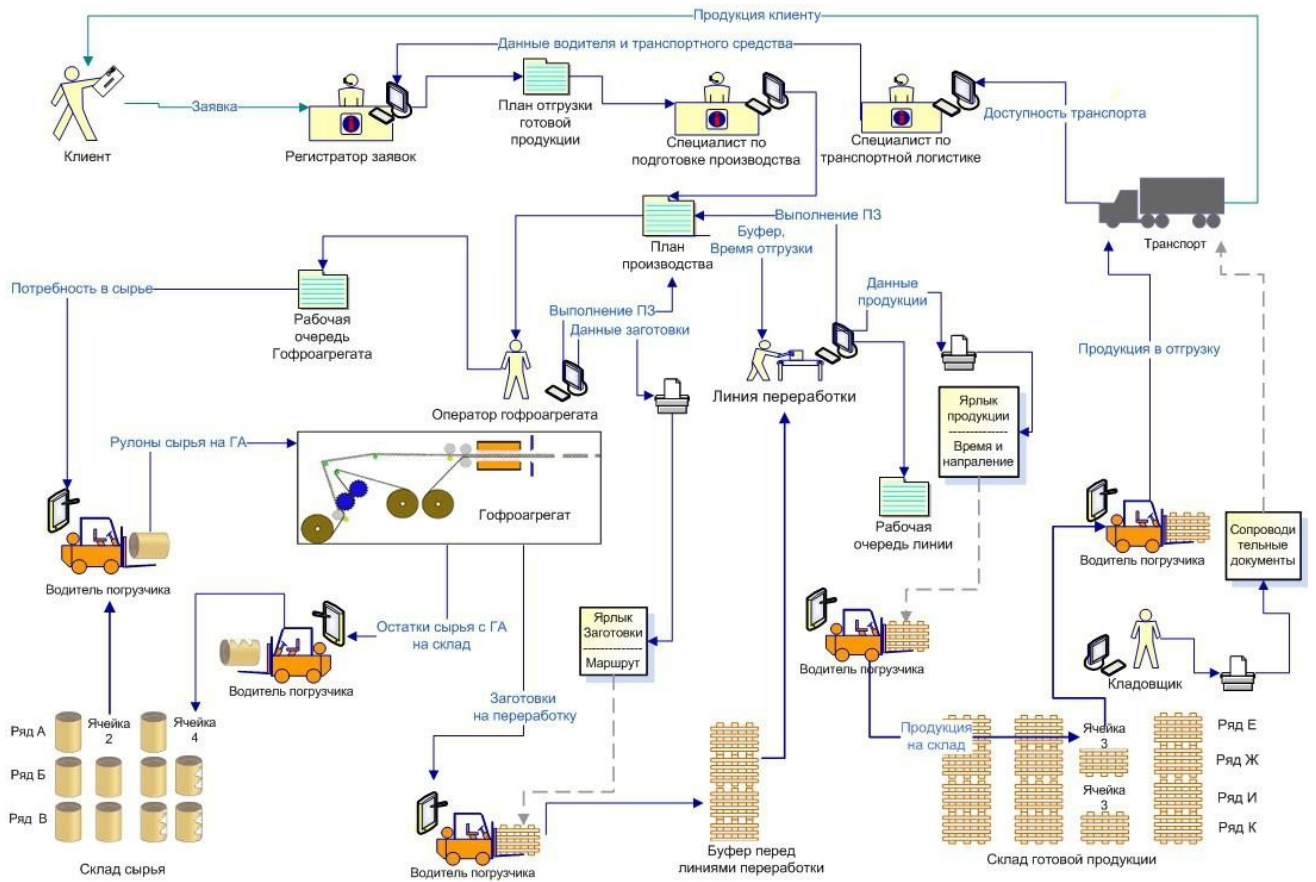 Продукция клиенту
Данные водителя и транспортного средства
Заявка
План отгрузки
готовой
продукции
Доступность транспорта
Клиент
Регистратор заявок
Специалист по
подготовке производства
Специалист по
транспортной логистике
Выполнение ПЗ
Буфер,
Время отгрузки
План
производства
Транспорт
Потребность в сырье
Рабочая
очередь
Гофроагрегата
Выполнение ПЗ
Данные заготовки
Данные
продукции
Продукция в отгрузку
Оператор гофроагрегата
Линия переработки
Ярлык
продукции
Время и
напраление
Рулоны сырья на ГА
Гофроагрегат
Рабочая
очередь линии
Сопроводи
тельные
документы
Водитель погрузчика
Водитель погрузчика
Остатки сырья с ГА
на склад
Ярлык
Заготовки
Маршрут
Водитель погрузчика
Водитель погрузчика
Кладовщик
Заготовки
на переработку
Ряд А
Ячейка
2
Ячейка
4
Ряд Б
Ряд В
Продукция
на склад
Ячейка
3
Ряд Е
Ряд Ж
Ячейка
3
Ряд И
Ряд К
Склад сырья
Водитель погрузчика
Буфер перед
линиями переработки
Склад готовой продукции